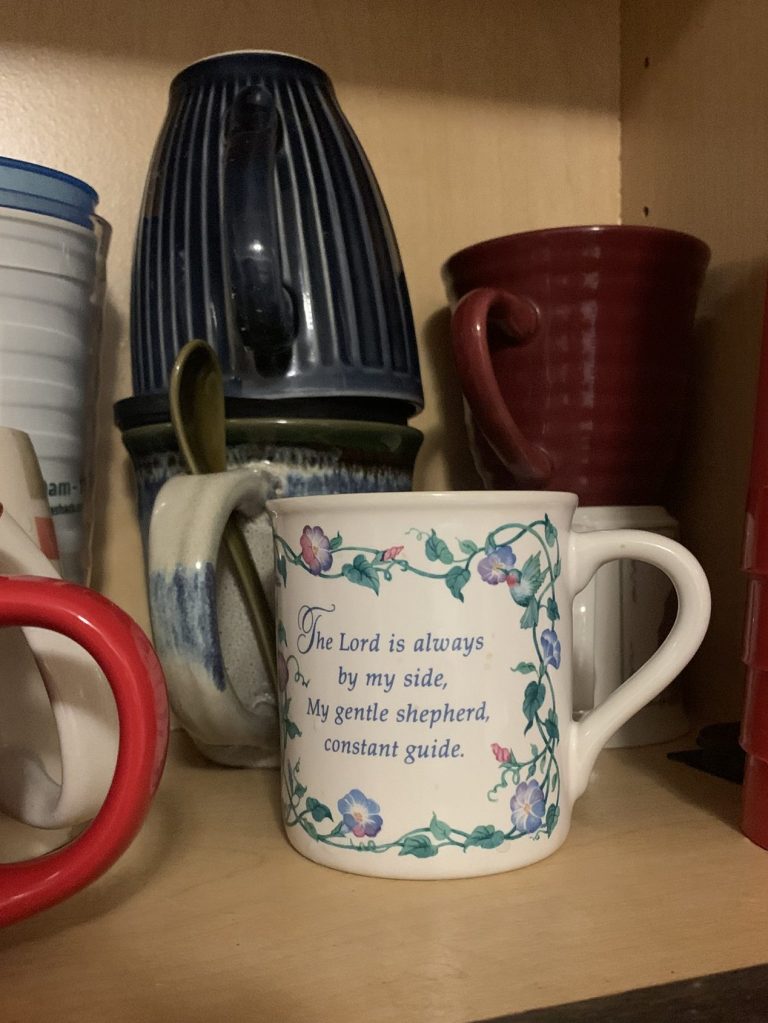 The Lord is always
by my side,
My gentle shepherd,
constant guide.